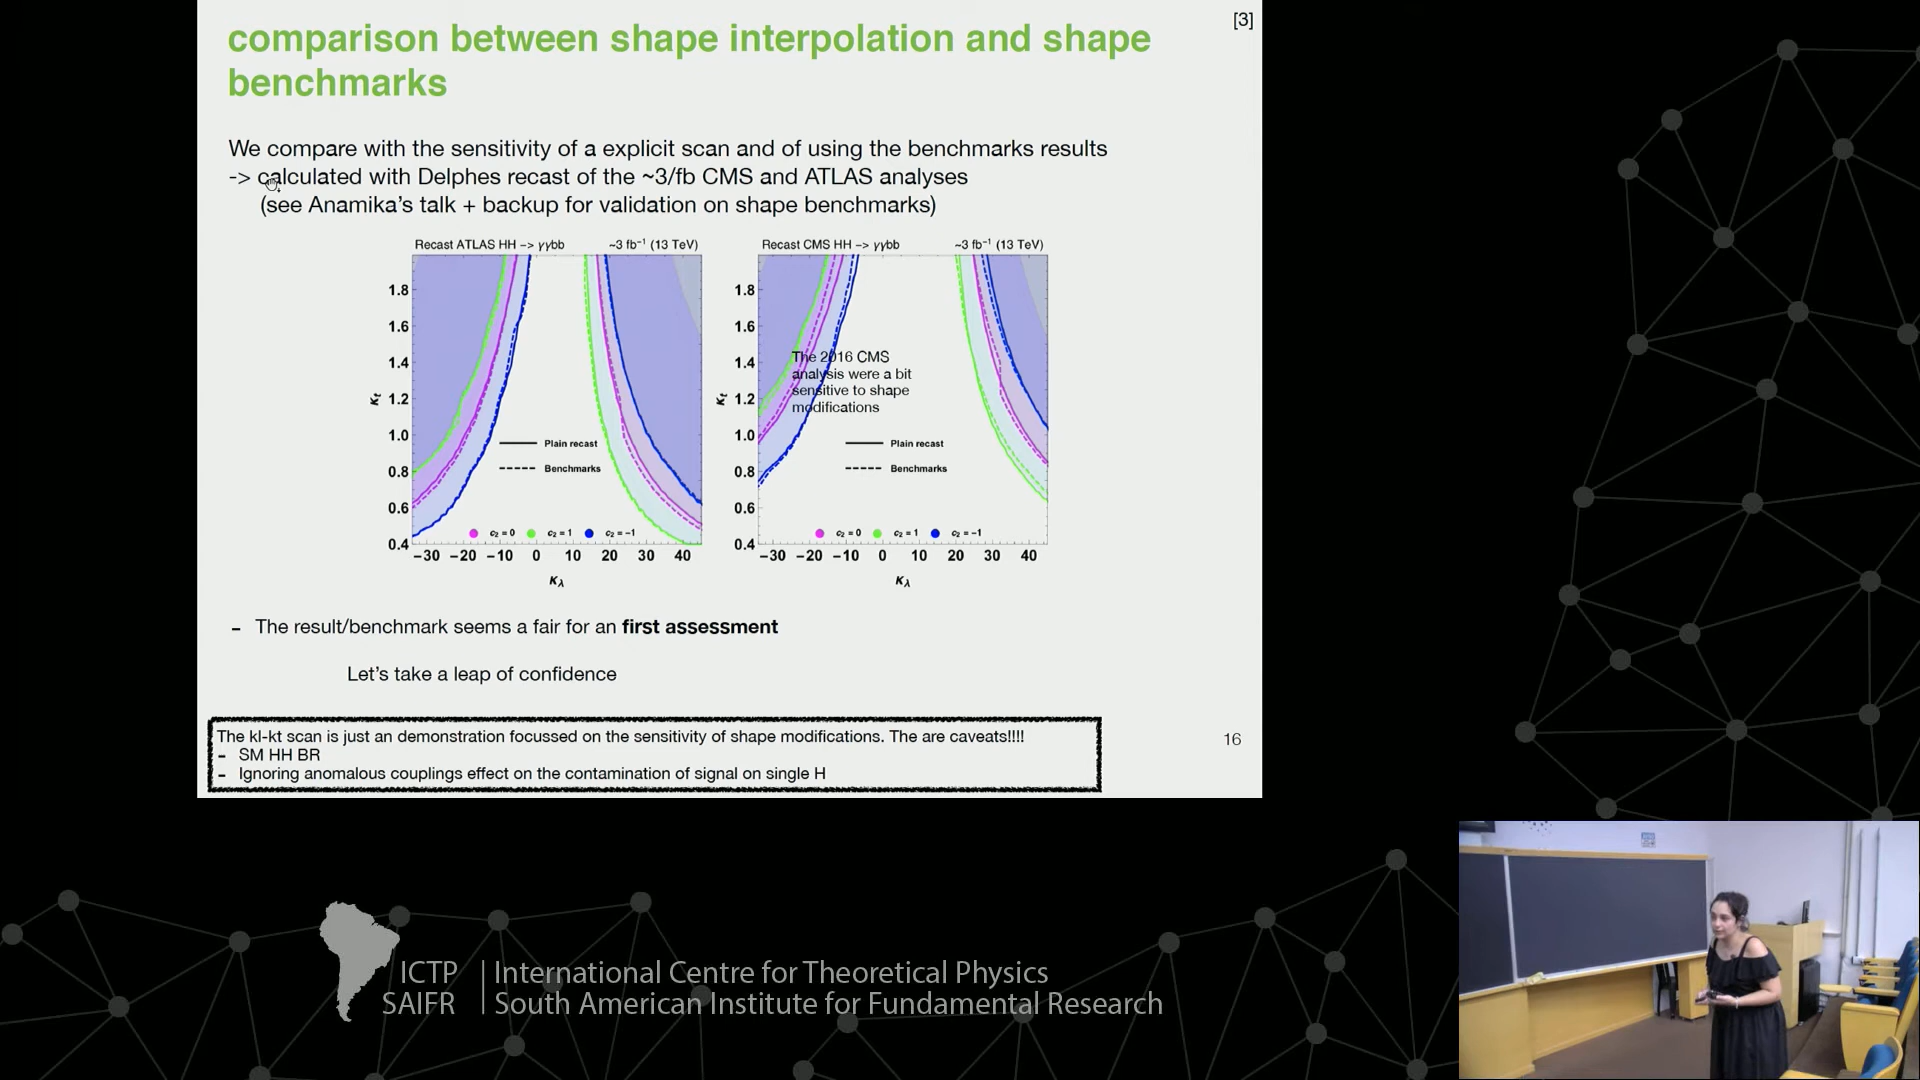 [3]
comparison between shape interpolation and shape
benchmarks
We compare with the sensitivity of a explicit scan and of using the benchmarks results
-> calculated with Delphes recast of the ~3/fb CMS and ATLAS analyses
(see Anamika's talk + backup for validation on shape benchmarks)
Recast ATLAS HH -> γγbb ~3 fb⁻¹ (13 TeV)
1.8
1.6
1.4
1.2
1.0
0.8
0.6
0.4
κt
Plain recast
Benchmarks
c₂ = 0 c₂ = 1 c₂ = -1
-30 -20 -10 0 10 20 30 40
κλ
Recast CMS HH -> γγbb ~3 fb⁻¹ (13 TeV)
1.8
1.6
1.4
1.2
1.0
0.8
0.6
0.4
κt
The 2016 CMS
analysis were a bit
sensitive to shape
modifications
Plain recast
Benchmarks
c₂ = 0 c₂ = 1 c₂ = -1
-30 -20 -10 0 10 20 30 40
κλ
- The result/benchmark seems a fair for an first assessment
Let's take a leap of confidence
The kl-kt scan is just an demonstration focussed on the sensitivity of shape modifications. The are caveats!!!!
- SM HH BR
- Ignoring anomalous couplings effect on the contamination of signal on single H
16
ICTP International Centre for Theoretical Physics
SAIFR South American Institute for Fundamental Research